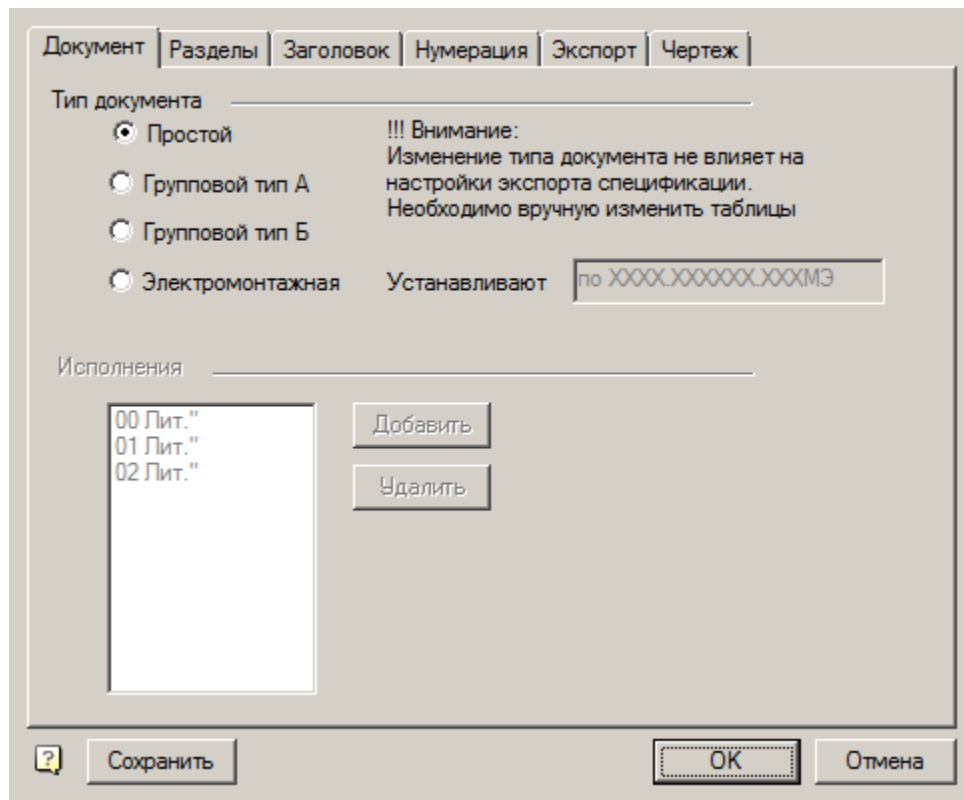 Документ Разделы Заголовок Нумерация Экспорт Чертеж
Тип документа
Простой
!!! Внимание:
Изменение типа документа не влияет на
настройки экспорта спецификации.
Необходимо вручную изменить таблицы
Групповой тип А
Групповой тип Б
Электромонтажная
Устанавливают
по XXXX.XXXXXX.XXXМЭ
Исполнения
00 Лит."
01 Лит."
02 Лит."
Добавить
Удалить
? Сохранить OK Отмена